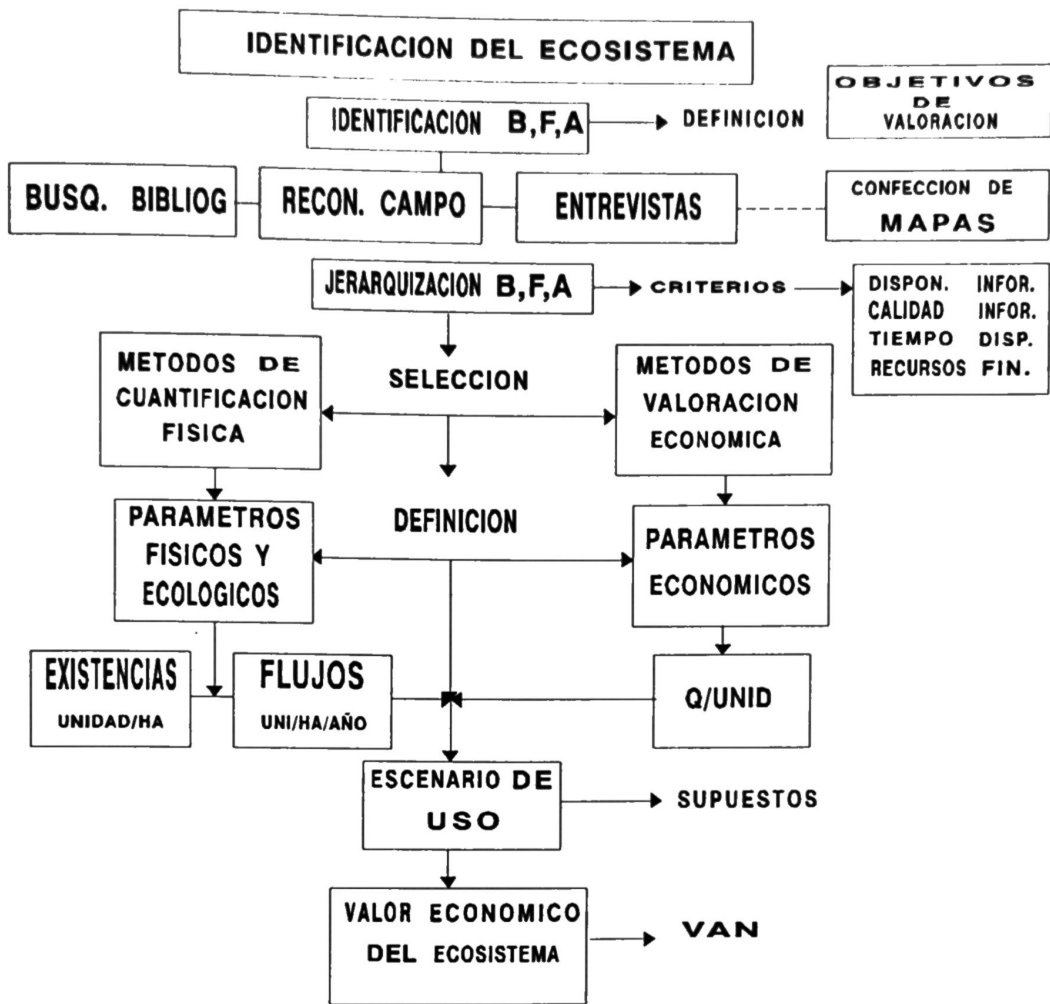 IDENTIFICACION DEL ECOSISTEMA
OBJETIVOS
DE
VALORACION
IDENTIFICACION B,F,A
DEFINICION
BUSQ. BIBLIOG
RECON. CAMPO
ENTREVISTAS
CONFECCION DE
MAPAS
JERARQUIZACION B,F,A
CRITERIOS
DISPON. INFOR.
CALIDAD INFOR.
TIEMPO DISP.
RECURSOS FIN.
METODOS DE
CUANTIFICACION
FISICA
SELECCION
METODOS DE
VALORACION
ECONOMICA
PARAMETROS
FISICOS Y
ECOLOGICOS
DEFINICION
PARAMETROS
ECONOMICOS
EXISTENCIAS
UNIDAD/HA
FLUJOS
UNI/HA/AÑO
Q/UNID
ESCENARIO DE
USO
SUPUESTOS
VALOR ECONOMICO
DEL ECOSISTEMA
VAN